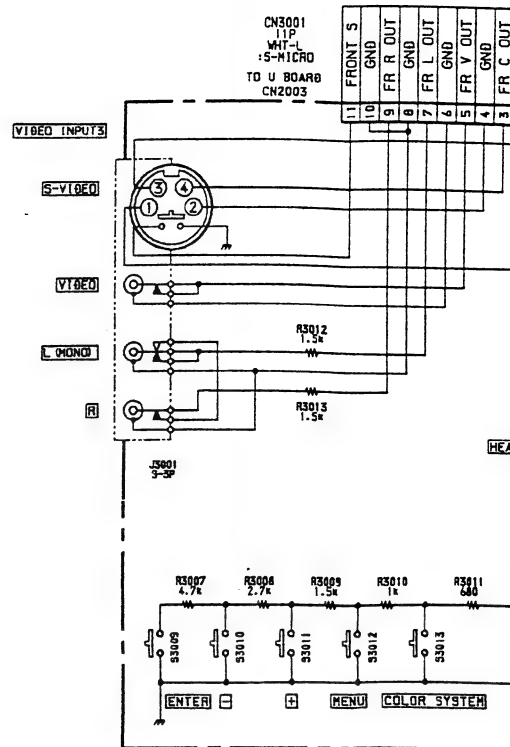 CN3001
11P
WHT-L
:S-MICRO
TO U BOARD
CN2003
FRONT S
GND
FR R OUT
GND
FR L OUT
GND
FR V OUT
GND
FR C OUT
11 10 9 8 7 6 5 4 3
VIDEO INPUT3
S-VIDEO
3 4
1 2
VIDEO
L (MONO)
R3012
1.5k
R
R3013
1.5k
J3001
S-3P
HEA
R3007 R3008 R3009 R3010 R3011
4.7k 2.7k 1.5k 1k 680
S3009 S3010 S3011 S3012 S3013
ENTER - + MENU COLOR SYSTEM